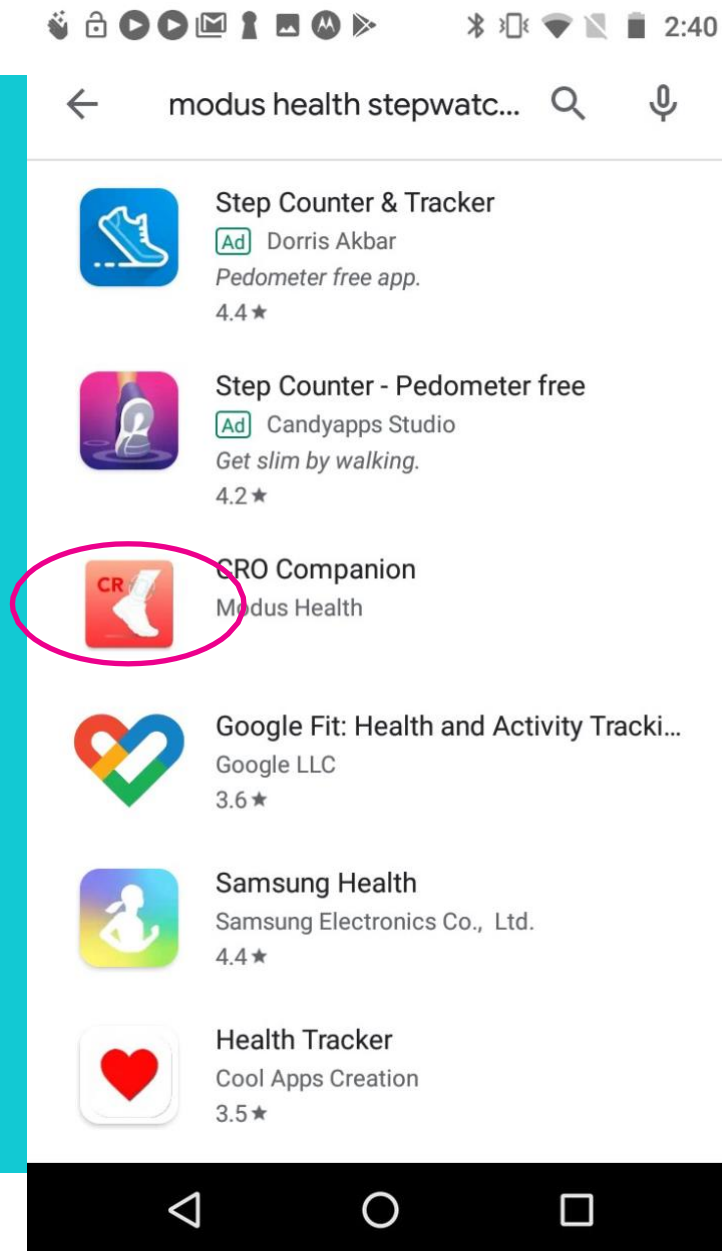 2:40
modus health stepwatc...
Step Counter & Tracker
Ad Dorris Akbar
Pedometer free app.
4.4★
Step Counter - Pedometer free
Ad Candyapps Studio
Get slim by walking.
4.2★
CRO Companion
CR
Modus Health
Google Fit: Health and Activity Tracki...
Google LLC
3.6★
Samsung Health
Samsung Electronics Co., Ltd.
4.4★
Health Tracker
Cool Apps Creation
3.5★